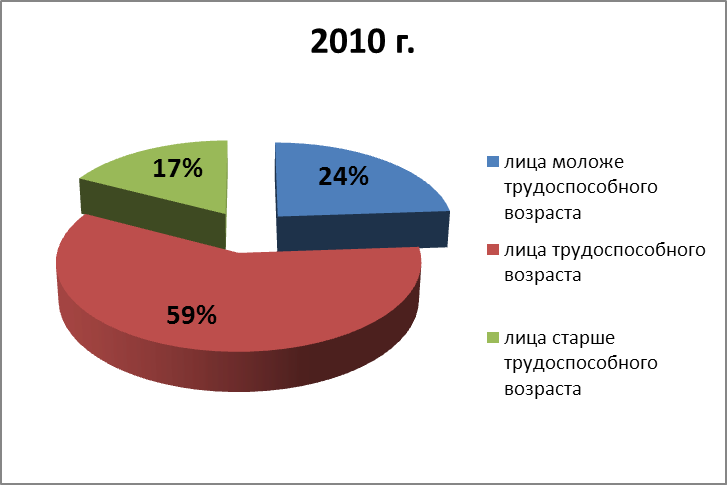 2010 г.
17%
24%
59%
лица моложе
трудоспособного
возраста
лица трудоспособного
возраста
лица старше
трудоспособного
возраста